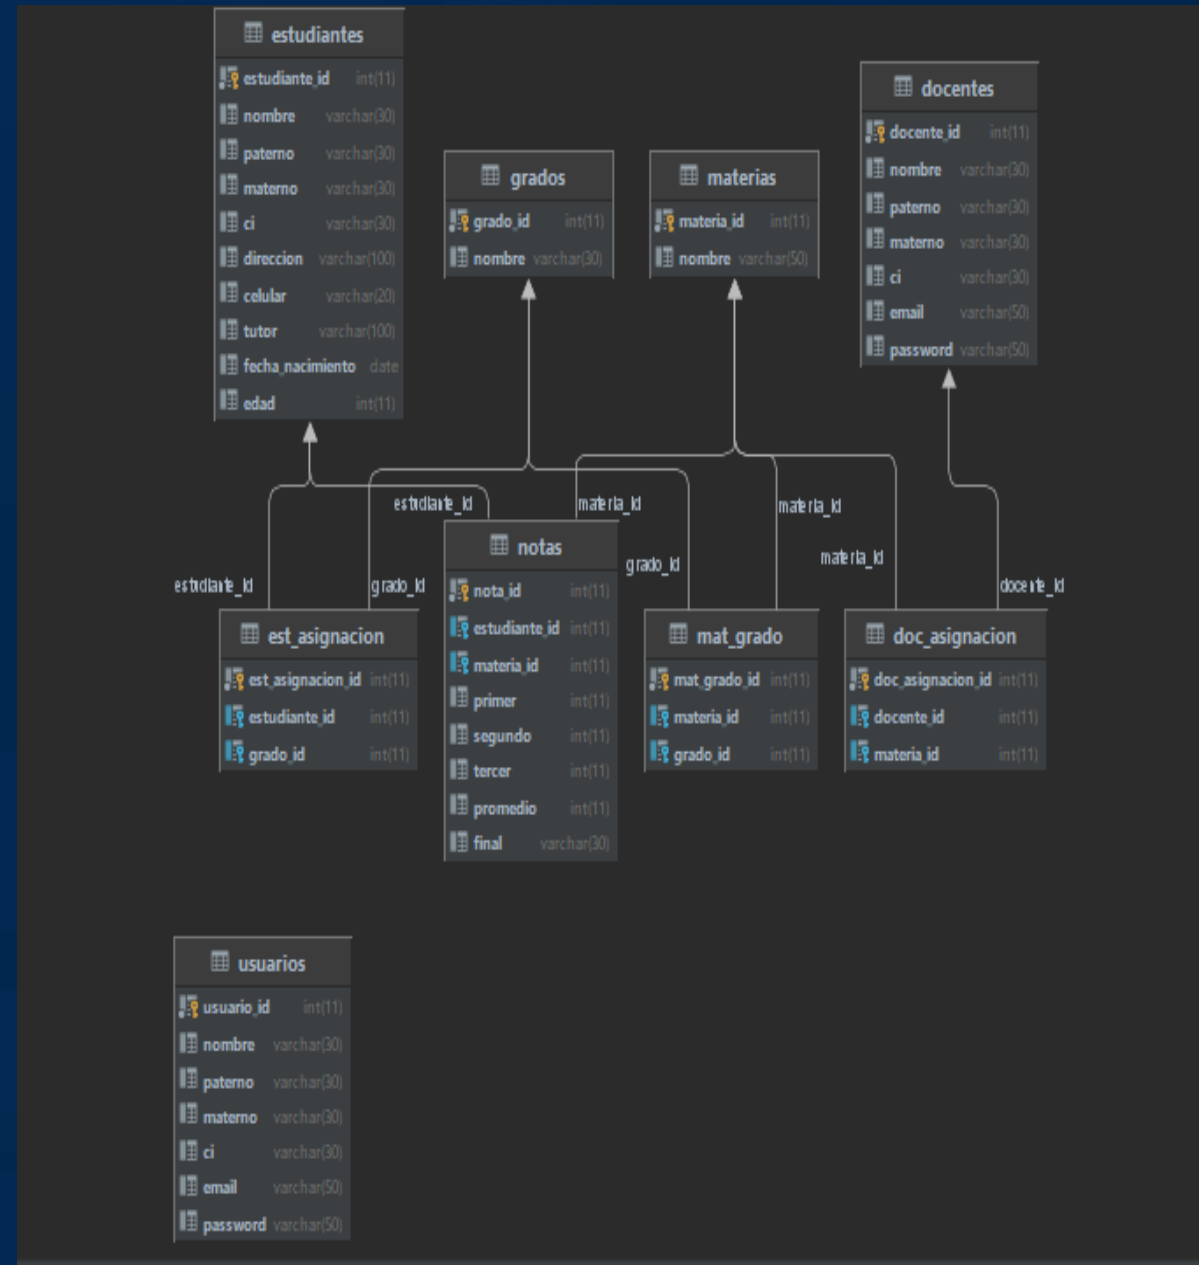 estudiantes
estudiante_id int(11)
nombre varchar(30)
paterno varchar(30)
materno varchar(30)
ci varchar(30)
direccion varchar(100)
celular varchar(20)
tutor varchar(100)
fecha_nacimiento date
edad int(11)
grados
grado_id int(11)
nombre varchar(30)
materias
materia_id int(11)
nombre varchar(50)
docentes
docente_id int(11)
nombre varchar(30)
paterno varchar(30)
materno varchar(30)
ci varchar(30)
email varchar(50)
password varchar(50)
estudiante_id
materia_id
materia_id
grado_id
materia_id
estudiante_id
grado_id
docente_id
est_asignacion
est_asignacion_id int(11)
estudiante_id int(11)
grado_id int(11)
notas
nota_id int(11)
estudiante_id int(11)
materia_id int(11)
primer int(11)
segundo int(11)
tercer int(11)
promedio int(11)
final varchar(30)
mat_grado
mat_grado_id int(11)
materia_id int(11)
grado_id int(11)
doc_asignacion
doc_asignacion_id int(11)
docente_id int(11)
materia_id int(11)
usuarios
usuario_id int(11)
nombre varchar(30)
paterno varchar(30)
materno varchar(30)
ci varchar(30)
email varchar(50)
password varchar(50)